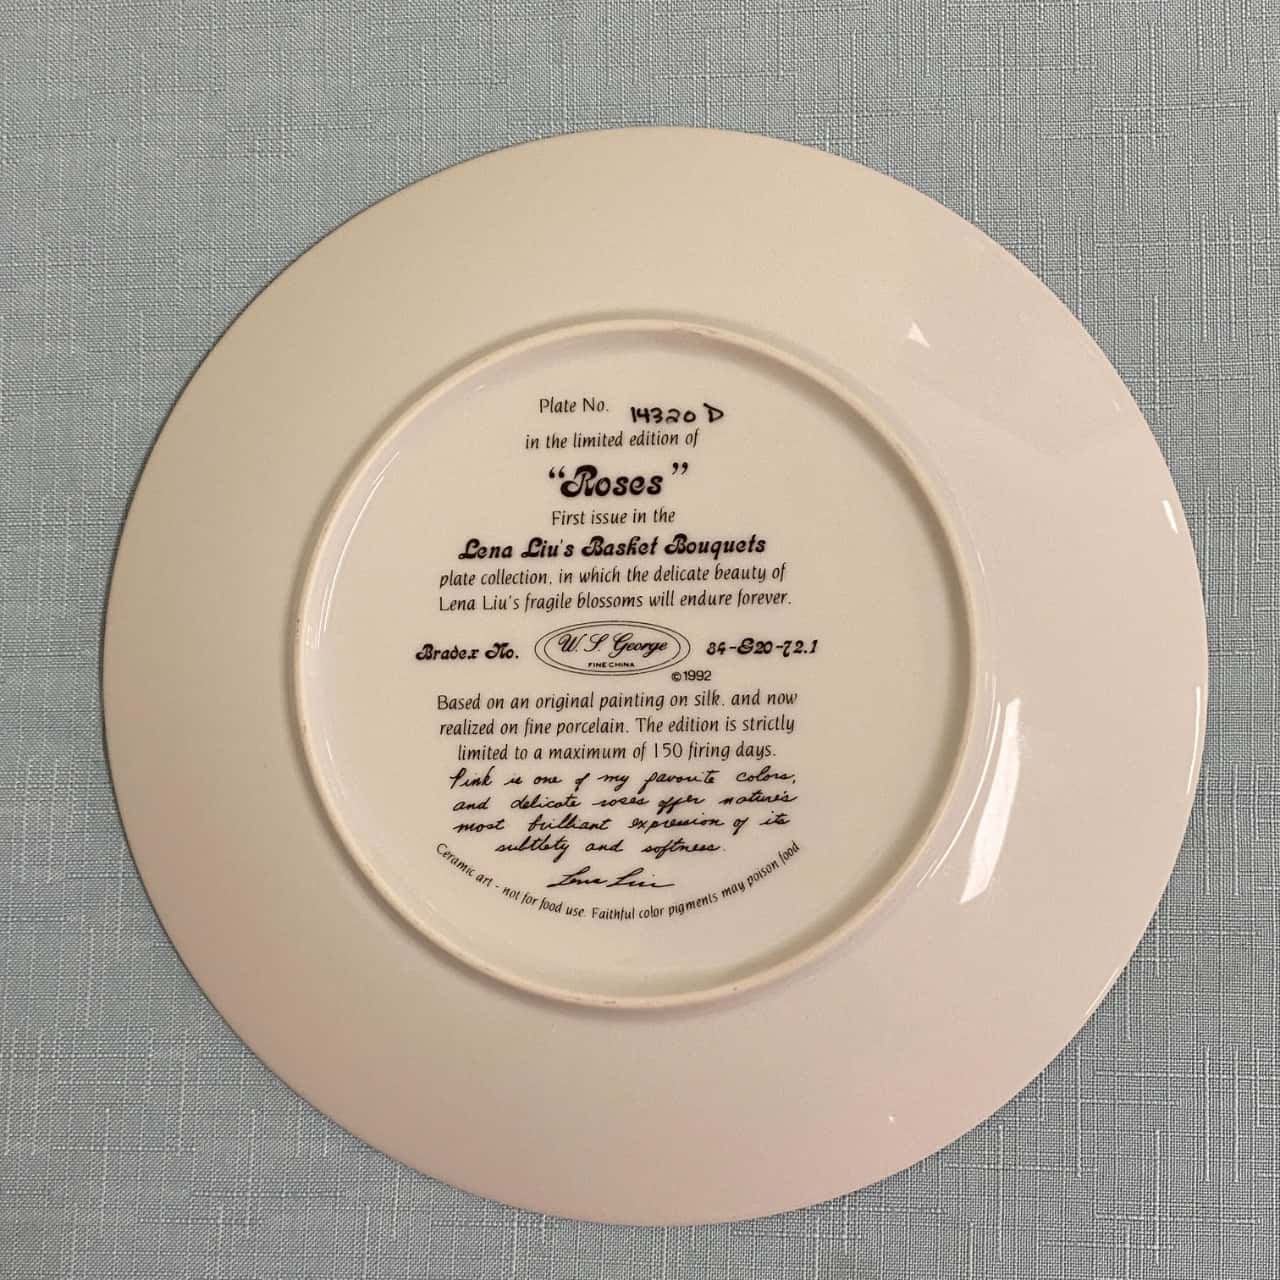 Plate No. 14320 D
in the limited edition of
“Roses”
First issue in the
Lena Liu's Basket Bouquets
plate collection, in which the delicate beauty of
Lena Liu's fragile blossoms will endure forever.
Bradex No. W. S. George 84-G20-72.1
FINE CHINA
©1992
Based on an original painting on silk, and now
realized on fine porcelain. The edition is strictly
limited to a maximum of 150 firing days.
Pink is one of my favorite colors,
and delicate roses offer nature's
most brilliant expression of its
subtlety and softness.
Lena Liu
Ceramic art - not for food use. Faithful color pigments may poison food